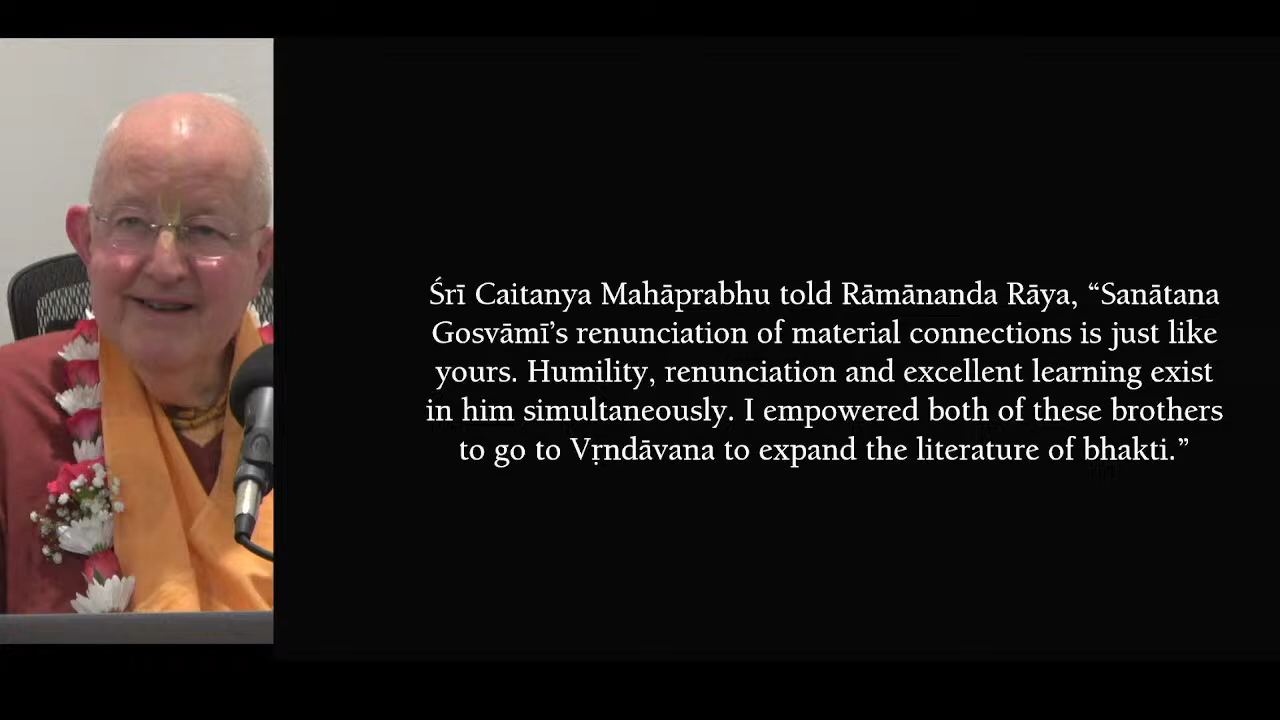 Śrī Caitanya Mahāprabhu told Rāmānanda Rāya, “Sanātana
Gosvāmī’s renunciation of material connections is just like
yours. Humility, renunciation and excellent learning exist
in him simultaneously. I empowered both of these brothers
to go to Vṛndāvana to expand the literature of bhakti.”